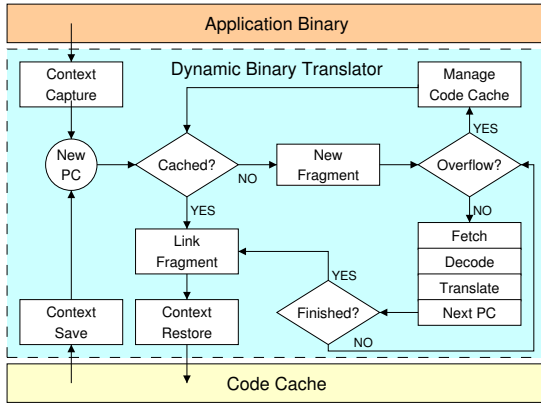 Application Binary
Dynamic Binary Translator
Context
Capture
Manage
Code Cache
YES
New
PC
Cached?
NO
New
Fragment
Overflow?
YES
NO
Link
Fragment
Fetch
Decode
Translate
Next PC
YES
Finished?
NO
Context
Save
Context
Restore
Code Cache